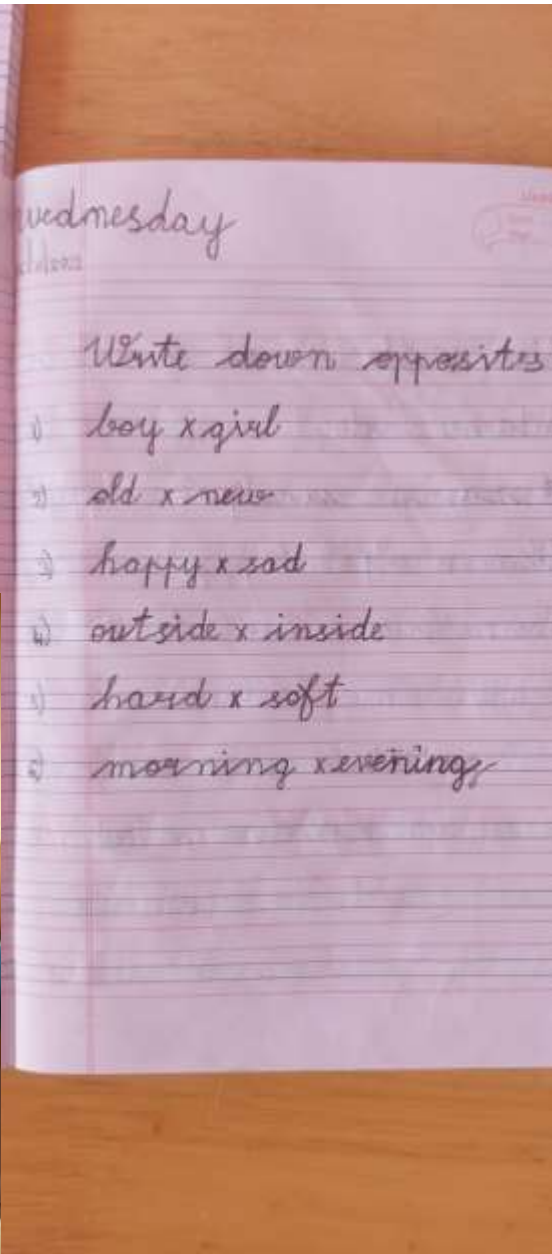 wednesday
Write down opposites
1) boy x girl
2) old x new
3) happy x sad
4) outside x inside
5) hard x soft
6) morning x evening